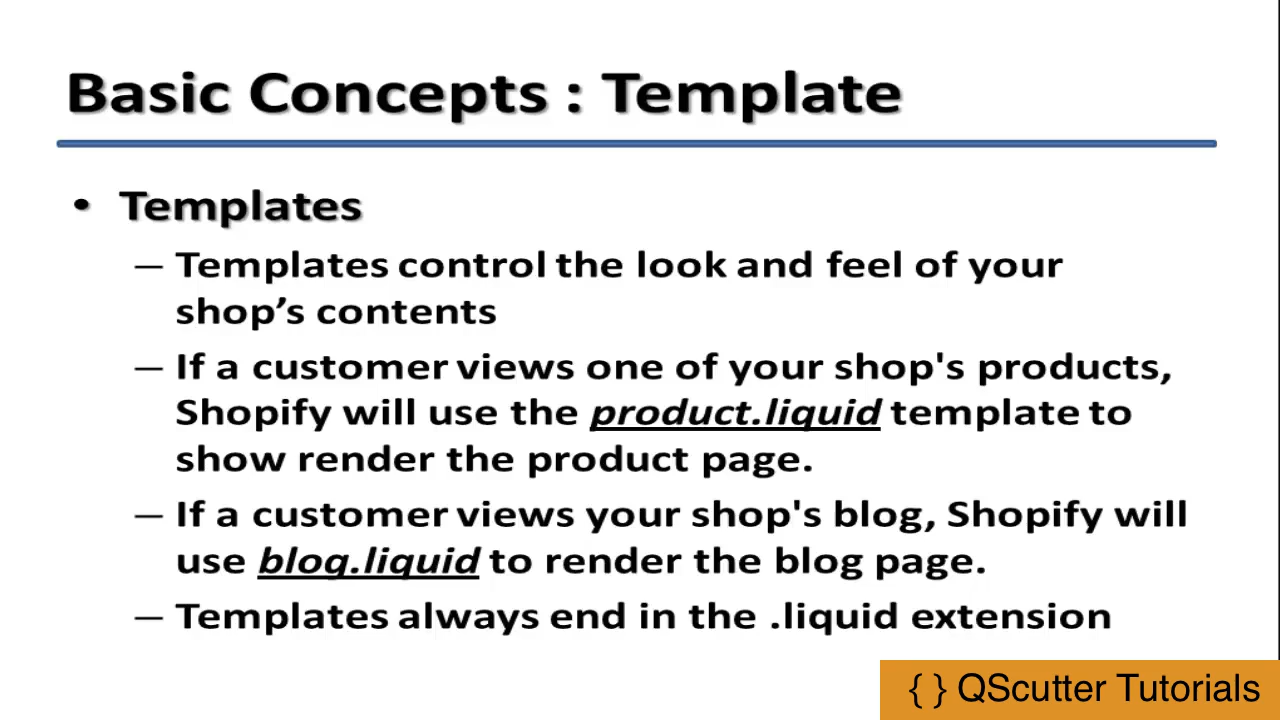 Basic Concepts : Template
• Templates
– Templates control the look and feel of your
shop’s contents
– If a customer views one of your shop's products,
Shopify will use the product.liquid template to
show render the product page.
– If a customer views your shop's blog, Shopify will
use blog.liquid to render the blog page.
– Templates always end in the .liquid extension
{ } QScutter Tutorials